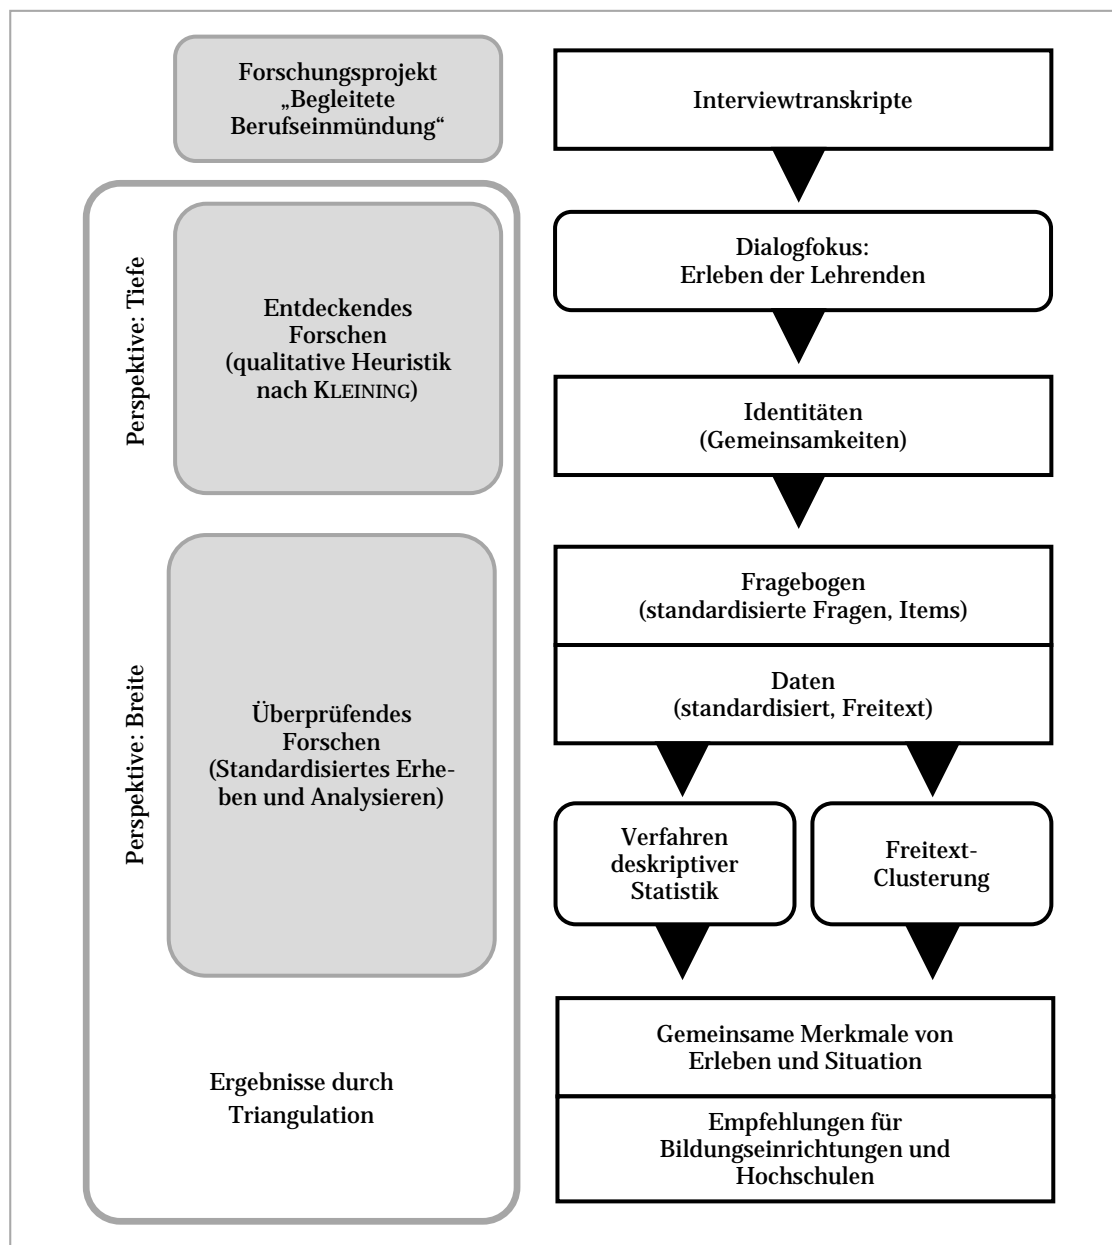 Forschungsprojekt
„Begleitete
Berufseinmündung“
Interviewtranskripte
Dialogfokus:
Erleben der Lehrenden
Perspektive: Tiefe
Entdeckendes
Forschen
(qualitative Heuristik
nach KLEINING)
Identitäten
(Gemeinsamkeiten)
Fragebogen
(standardisierte Fragen, Items)
Daten
(standardisiert, Freitext)
Perspektive: Breite
Überprüfendes
Forschen
(Standardisiertes Erhe-
ben und Analysieren)
Verfahren
deskriptiver
Statistik
Freitext-
Clusterung
Gemeinsame Merkmale von
Erleben und Situation
Ergebnisse durch
Triangulation
Empfehlungen für
Bildungseinrichtungen und
Hochschulen